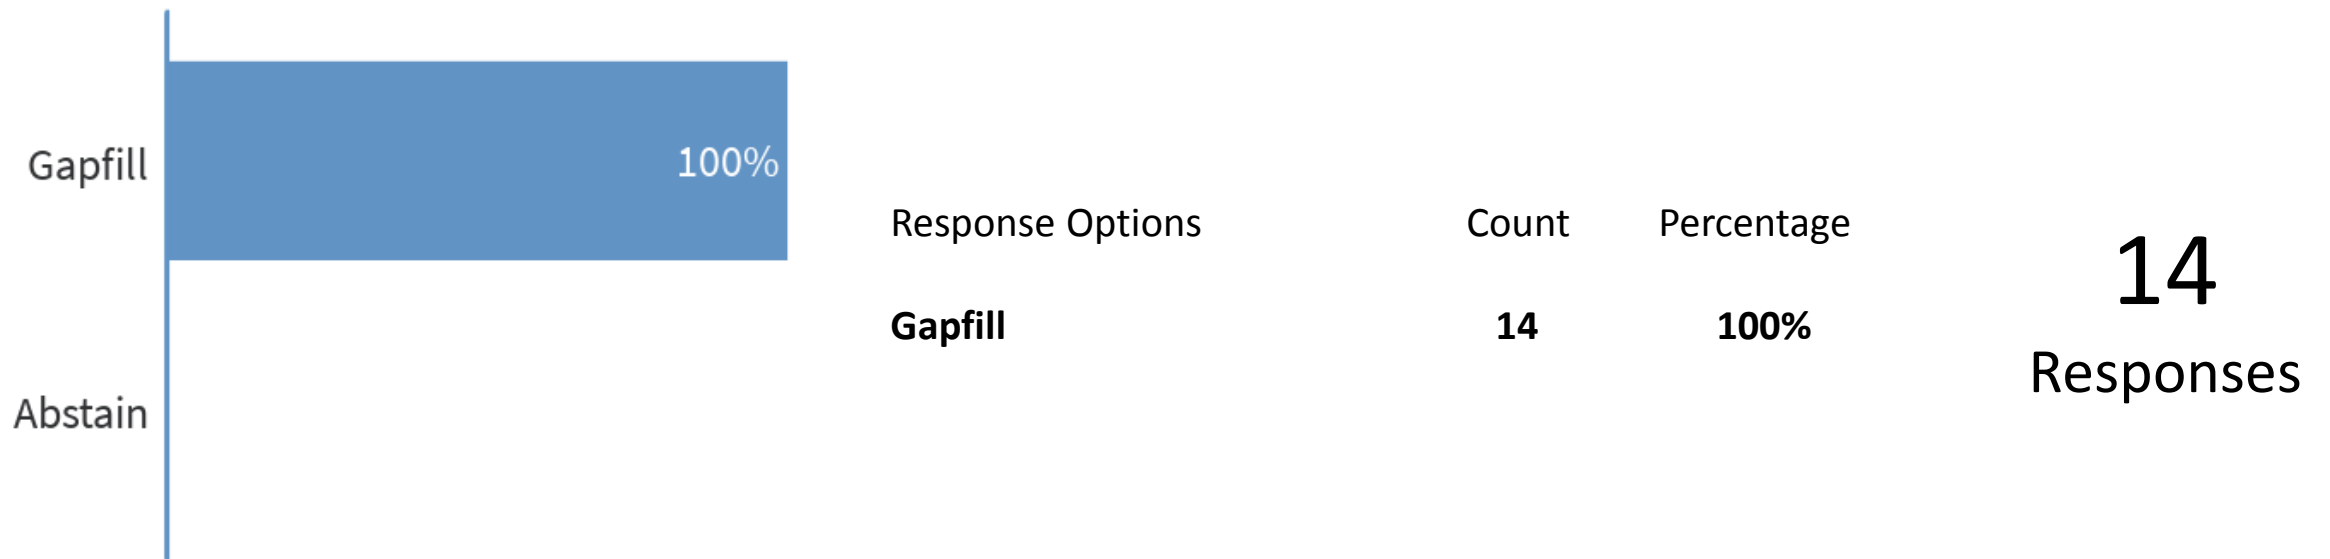 Gapfill
100%
Abstain
Response Options Count Percentage
Gapfill 14 100%
14
Responses